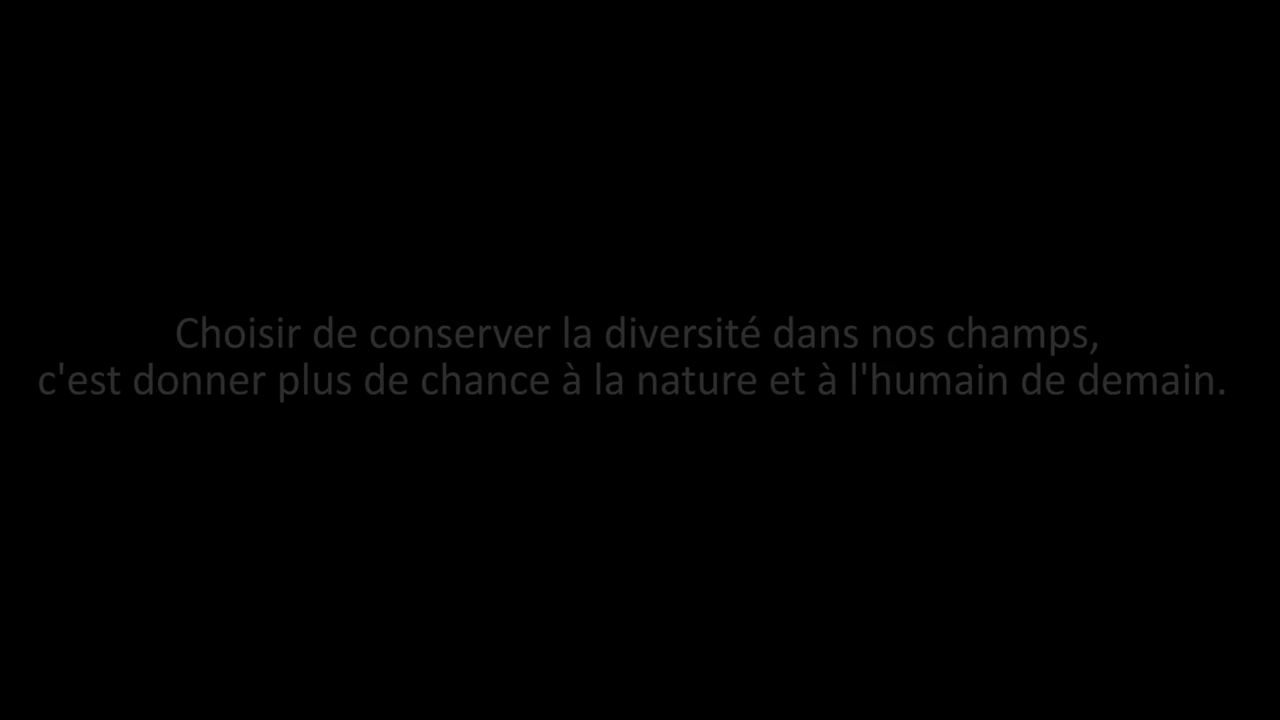 Choisir de conserver la diversité dans nos champs,
c'est donner plus de chance à la nature et à l'humain de demain.